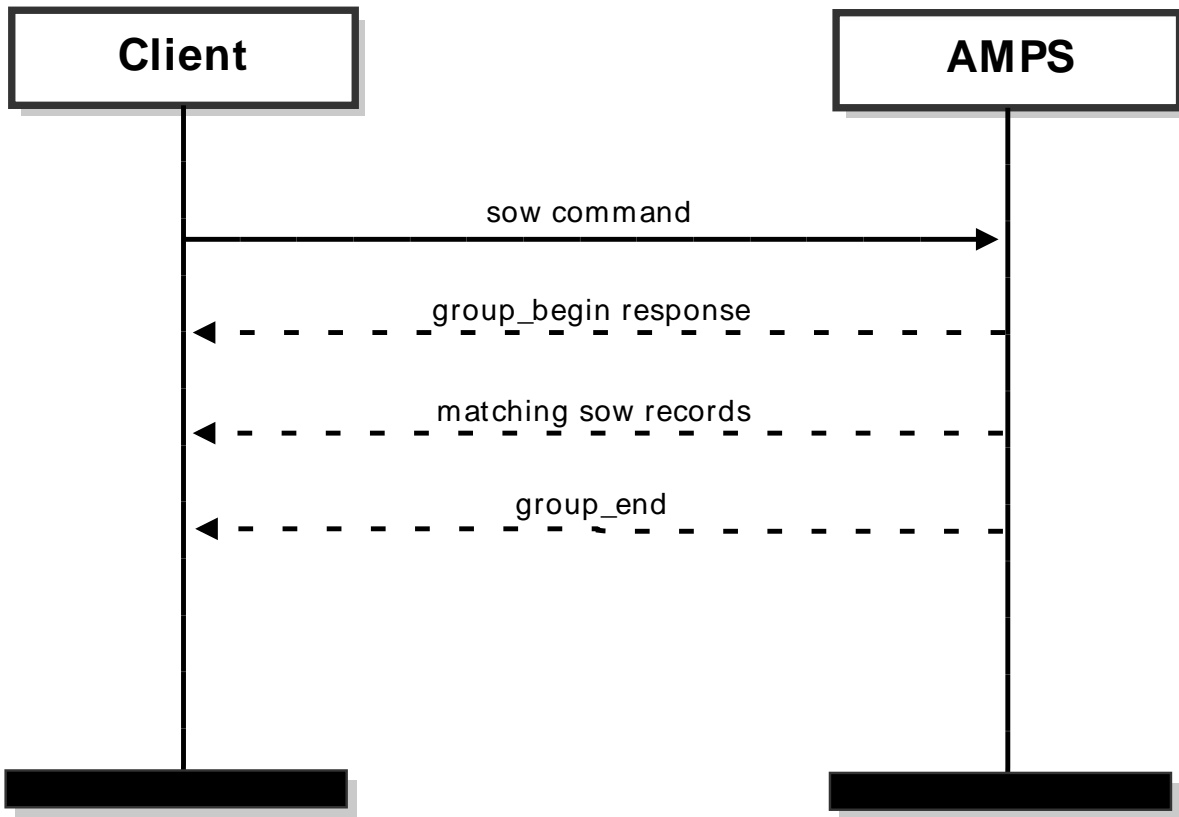 Client
AMPS
sow command
group_begin response
matching sow records
group_end